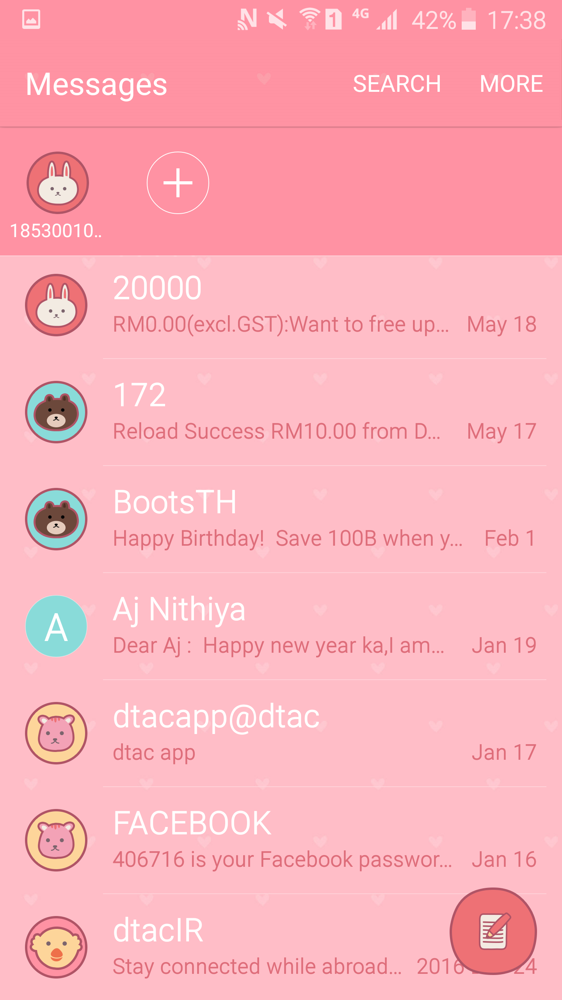 N 1 4G 42% 17:38
Messages SEARCH MORE
18530010..
20000
RM0.00(excl.GST):Want to free up... May 18
172
Reload Success RM10.00 from D... May 17
BootsTH
Happy Birthday!  Save 100B when y... Feb 1
A
Aj Nithiya
Dear Aj :  Happy new year ka,I am... Jan 19
dtacapp@dtac
dtac app Jan 17
FACEBOOK
406716 is your Facebook passwor... Jan 16
dtacIR
Stay connected while abroad... 2016 24